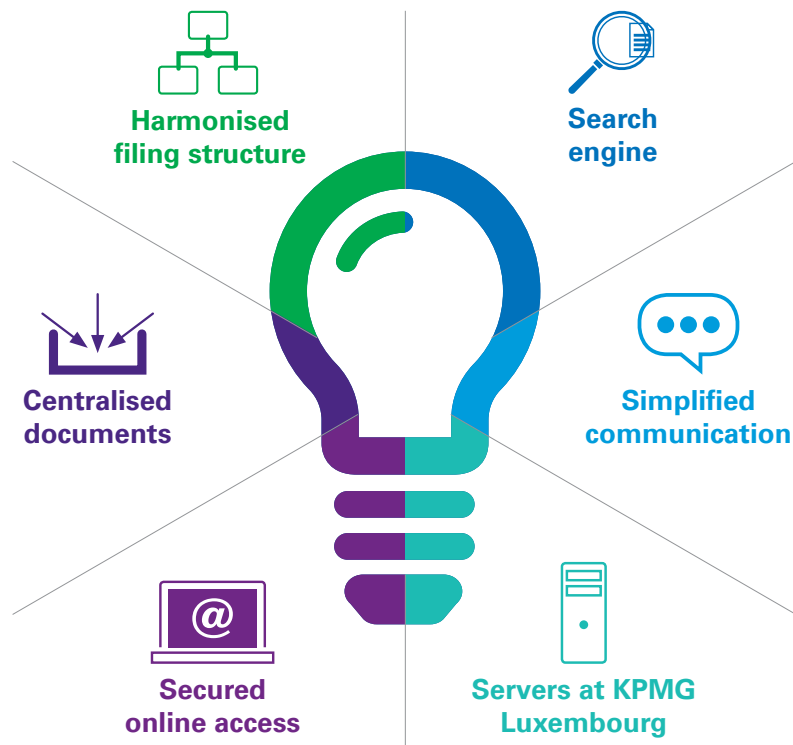 Harmonised
filing structure
Search
engine
Centralised
documents
Simplified
communication
@
Secured
online access
Servers at KPMG
Luxembourg